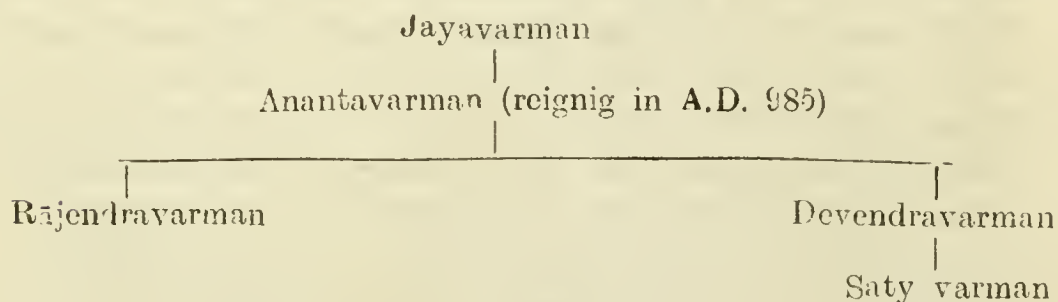 Jayavarman
Anantavarman (reignig in A.D. 985)
Rājendravarman Devendravarman
Saty varman